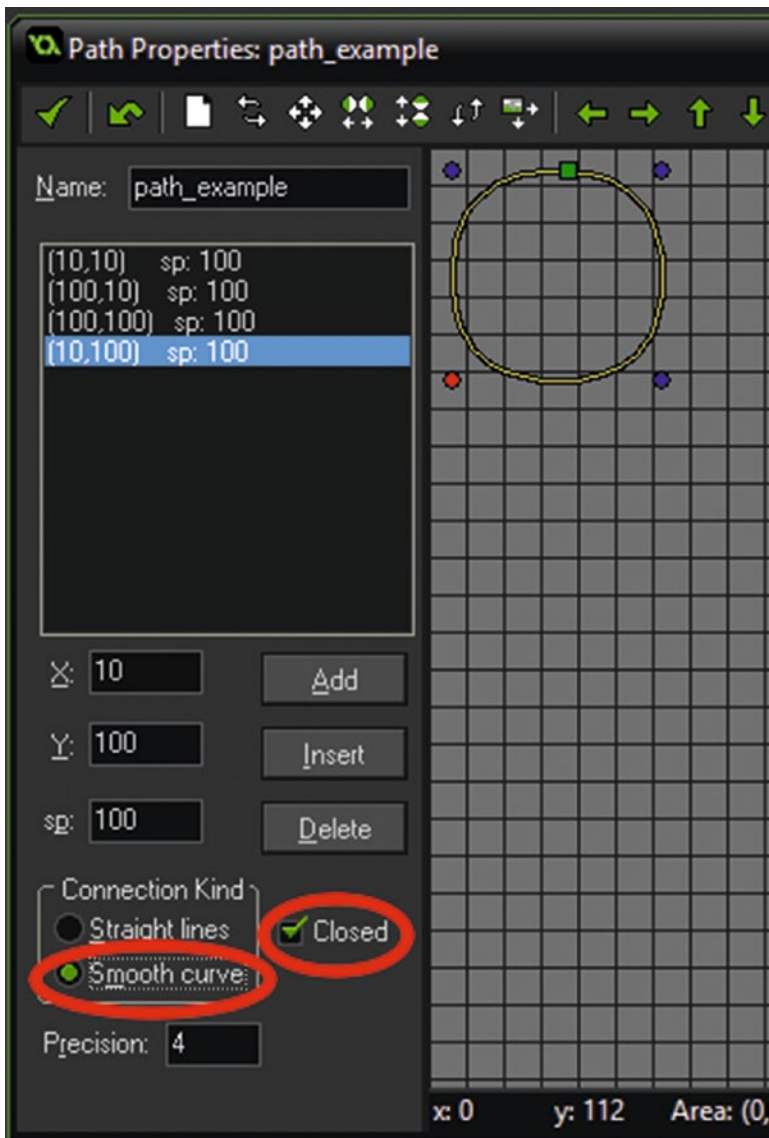 Path Properties: path_example
Name: path_example
(10,10) sp: 100
(100,10) sp: 100
(100,100) sp: 100
(10,100) sp: 100
X: 10
Add
Y: 100
Insert
sp: 100
Delete
Connection Kind
Straight lines
Closed
Smooth curve
Precision: 4
x: 0 y: 112 Area: (0,